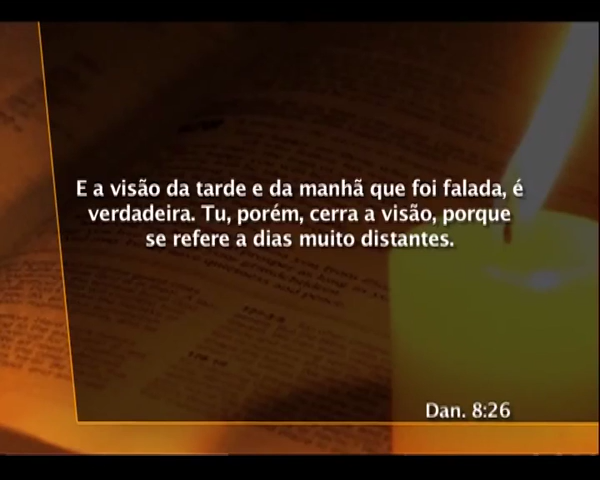 E a visão da tarde e da manhã que foi falada, é
verdadeira. Tu, porém, cerra a visão, porque
se refere a dias muito distantes.
Dan. 8:26